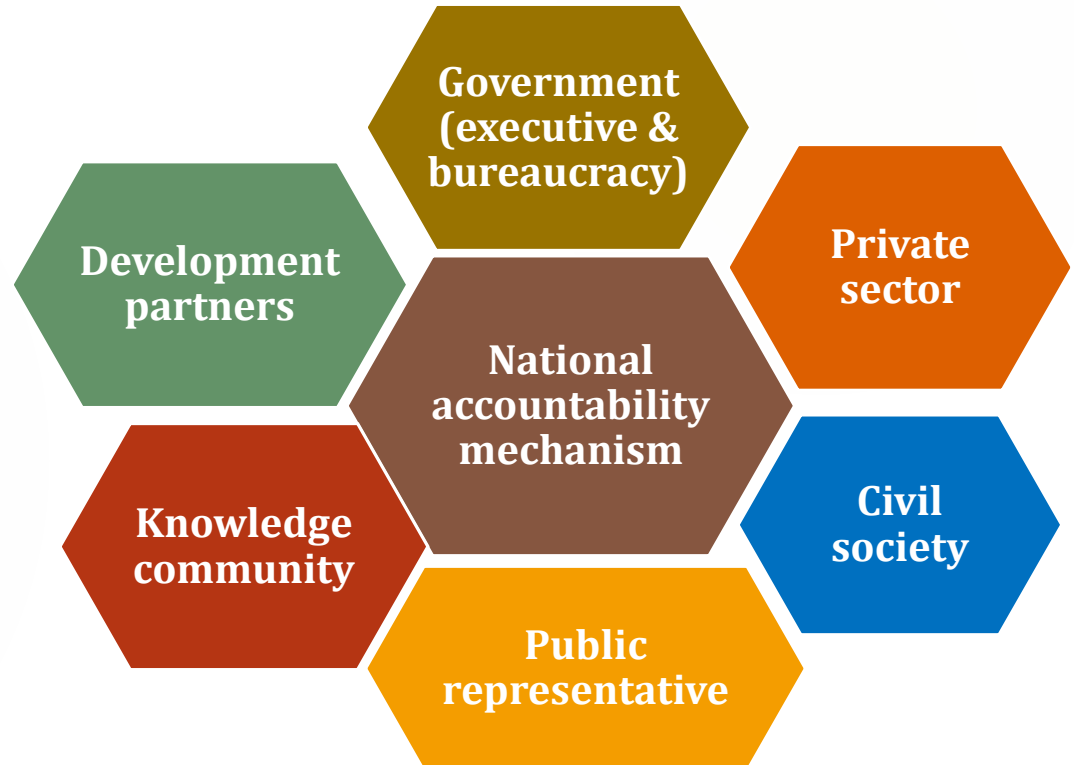 Government
(executive &
bureaucracy)
Development
partners
Private
sector
National
accountability
mechanism
Knowledge
community
Civil
society
Public
representative